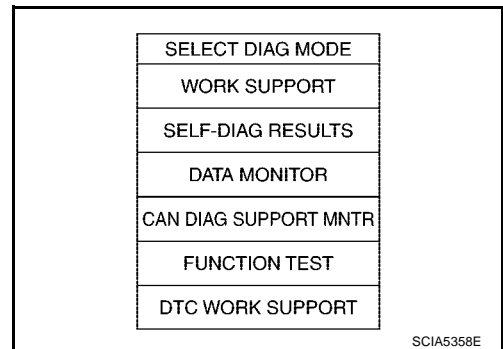 SELECT DIAG MODE
WORK SUPPORT
SELF-DIAG RESULTS
DATA MONITOR
CAN DIAG SUPPORT MNTR
FUNCTION TEST
DTC WORK SUPPORT
SCIA5358E